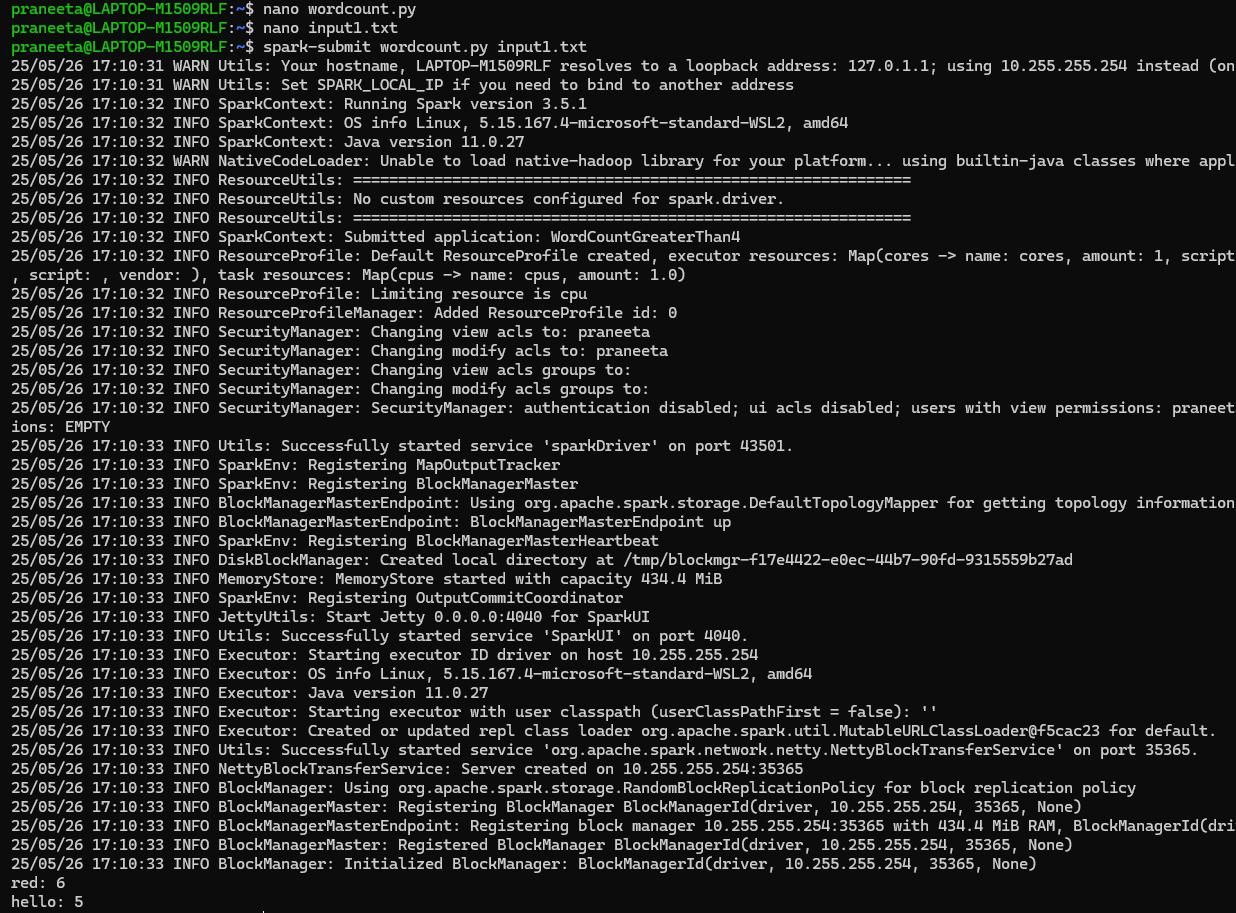 praneeta@LAPTOP-M1509RLF:~$ nano wordcount.py
praneeta@LAPTOP-M1509RLF:~$ nano input1.txt
praneeta@LAPTOP-M1509RLF:~$ spark-submit wordcount.py input1.txt
25/05/26 17:10:31 WARN Utils: Your hostname, LAPTOP-M1509RLF resolves to a loopback address: 127.0.1.1; using 10.255.255.254 instead (on
25/05/26 17:10:31 WARN Utils: Set SPARK_LOCAL_IP if you need to bind to another address
25/05/26 17:10:32 INFO SparkContext: Running Spark version 3.5.1
25/05/26 17:10:32 INFO SparkContext: OS info Linux, 5.15.167.4-microsoft-standard-WSL2, amd64
25/05/26 17:10:32 INFO SparkContext: Java version 11.0.27
25/05/26 17:10:32 WARN NativeCodeLoader: Unable to load native-hadoop library for your platform... using builtin-java classes where appl
25/05/26 17:10:32 INFO ResourceUtils: ==============================================================
25/05/26 17:10:32 INFO ResourceUtils: No custom resources configured for spark.driver.
25/05/26 17:10:32 INFO ResourceUtils: ==============================================================
25/05/26 17:10:32 INFO SparkContext: Submitted application: WordCountGreaterThan4
25/05/26 17:10:32 INFO ResourceProfile: Default ResourceProfile created, executor resources: Map(cores -> name: cores, amount: 1, script
, script: , vendor: ), task resources: Map(cpus -> name: cpus, amount: 1.0)
25/05/26 17:10:32 INFO ResourceProfile: Limiting resource is cpu
25/05/26 17:10:32 INFO ResourceProfileManager: Added ResourceProfile id: 0
25/05/26 17:10:32 INFO SecurityManager: Changing view acls to: praneeta
25/05/26 17:10:32 INFO SecurityManager: Changing modify acls to: praneeta
25/05/26 17:10:32 INFO SecurityManager: Changing view acls groups to:
25/05/26 17:10:32 INFO SecurityManager: Changing modify acls groups to:
25/05/26 17:10:32 INFO SecurityManager: SecurityManager: authentication disabled; ui acls disabled; users with view permissions: praneet
ions: EMPTY
25/05/26 17:10:33 INFO Utils: Successfully started service 'sparkDriver' on port 43501.
25/05/26 17:10:33 INFO SparkEnv: Registering MapOutputTracker
25/05/26 17:10:33 INFO SparkEnv: Registering BlockManagerMaster
25/05/26 17:10:33 INFO BlockManagerMasterEndpoint: Using org.apache.spark.storage.DefaultTopologyMapper for getting topology information
25/05/26 17:10:33 INFO BlockManagerMasterEndpoint: BlockManagerMasterEndpoint up
25/05/26 17:10:33 INFO SparkEnv: Registering BlockManagerMasterHeartbeat
25/05/26 17:10:33 INFO DiskBlockManager: Created local directory at /tmp/blockmgr-f17e4422-e0ec-44b7-90fd-9315559b27ad
25/05/26 17:10:33 INFO MemoryStore: MemoryStore started with capacity 434.4 MiB
25/05/26 17:10:33 INFO SparkEnv: Registering OutputCommitCoordinator
25/05/26 17:10:33 INFO JettyUtils: Start Jetty 0.0.0.0:4040 for SparkUI
25/05/26 17:10:33 INFO Utils: Successfully started service 'SparkUI' on port 4040.
25/05/26 17:10:33 INFO Executor: Starting executor ID driver on host 10.255.255.254
25/05/26 17:10:33 INFO Executor: OS info Linux, 5.15.167.4-microsoft-standard-WSL2, amd64
25/05/26 17:10:33 INFO Executor: Java version 11.0.27
25/05/26 17:10:33 INFO Executor: Starting executor with user classpath (userClassPathFirst = false): ''
25/05/26 17:10:33 INFO Executor: Created or updated repl class loader org.apache.spark.util.MutableURLClassLoader@f5cac23 for default.
25/05/26 17:10:33 INFO Utils: Successfully started service 'org.apache.spark.network.netty.NettyBlockTransferService' on port 35365.
25/05/26 17:10:33 INFO NettyBlockTransferService: Server created on 10.255.255.254:35365
25/05/26 17:10:33 INFO BlockManager: Using org.apache.spark.storage.RandomBlockReplicationPolicy for block replication policy
25/05/26 17:10:33 INFO BlockManagerMaster: Registering BlockManager BlockManagerId(driver, 10.255.255.254, 35365, None)
25/05/26 17:10:33 INFO BlockManagerMasterEndpoint: Registering block manager 10.255.255.254:35365 with 434.4 MiB RAM, BlockManagerId(dri
25/05/26 17:10:33 INFO BlockManagerMaster: Registered BlockManager BlockManagerId(driver, 10.255.255.254, 35365, None)
25/05/26 17:10:33 INFO BlockManager: Initialized BlockManager: BlockManagerId(driver, 10.255.255.254, 35365, None)
red: 6
hello: 5